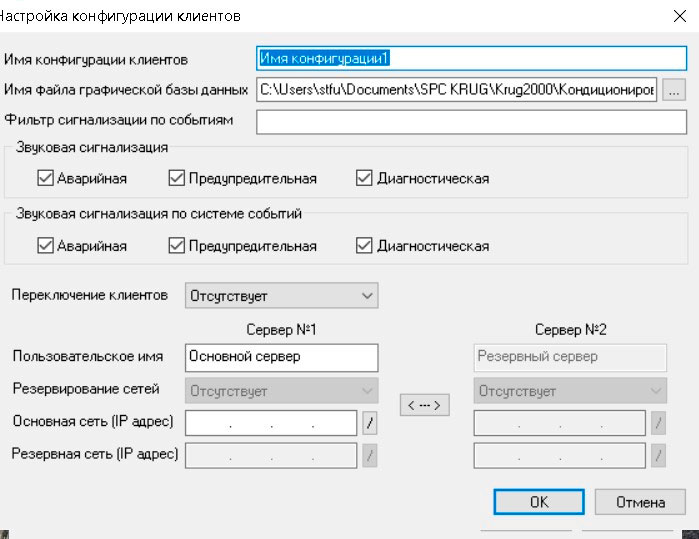 Настройка конфигурации клиентов
Имя конфигурации клиентов Имя конфигурации1
Имя файла графической базы данных C:\Users\stfu\Documents\SPC KRUG\Krug2000\Кондициониров ...
Фильтр сигнализации по событиям
Звуковая сигнализация
Аварийная Предупредительная Диагностическая
Звуковая сигнализация по системе событий
Аварийная Предупредительная Диагностическая
Переключение клиентов Отсутствует
Сервер №1 Сервер №2
Пользовательское имя Основной сервер Резервный сервер
Резервирование сетей Отсутствует < --- > Отсутствует
Основная сеть (IP адрес) . . . / . . . /
Резервная сеть (IP адрес) . . . / . . . /
OK Отмена